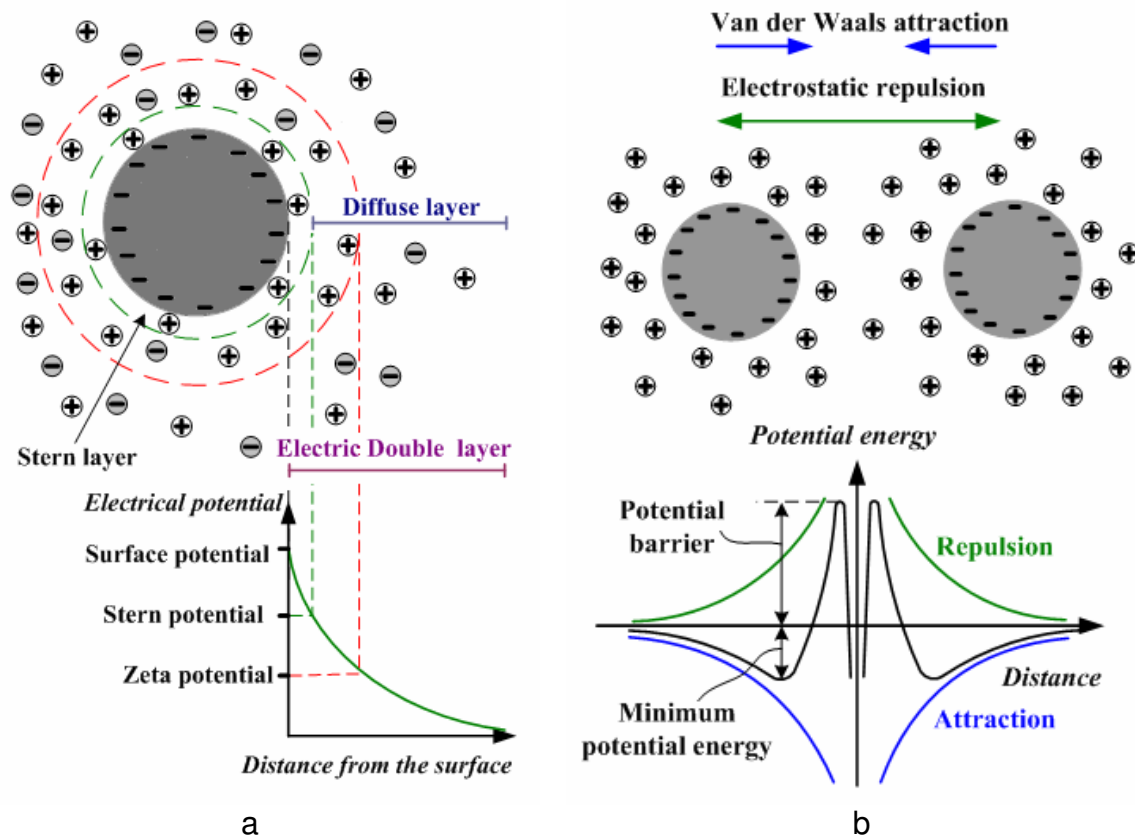 Diffuse layer
Stern layer
Electric Double layer
Electrical potential
Surface potential
Stern potential
Zeta potential
Distance from the surface
a
Van der Waals attraction
Electrostatic repulsion
Potential energy
Potential
barrier
Repulsion
Distance
Minimum
potential energy
Attraction
b